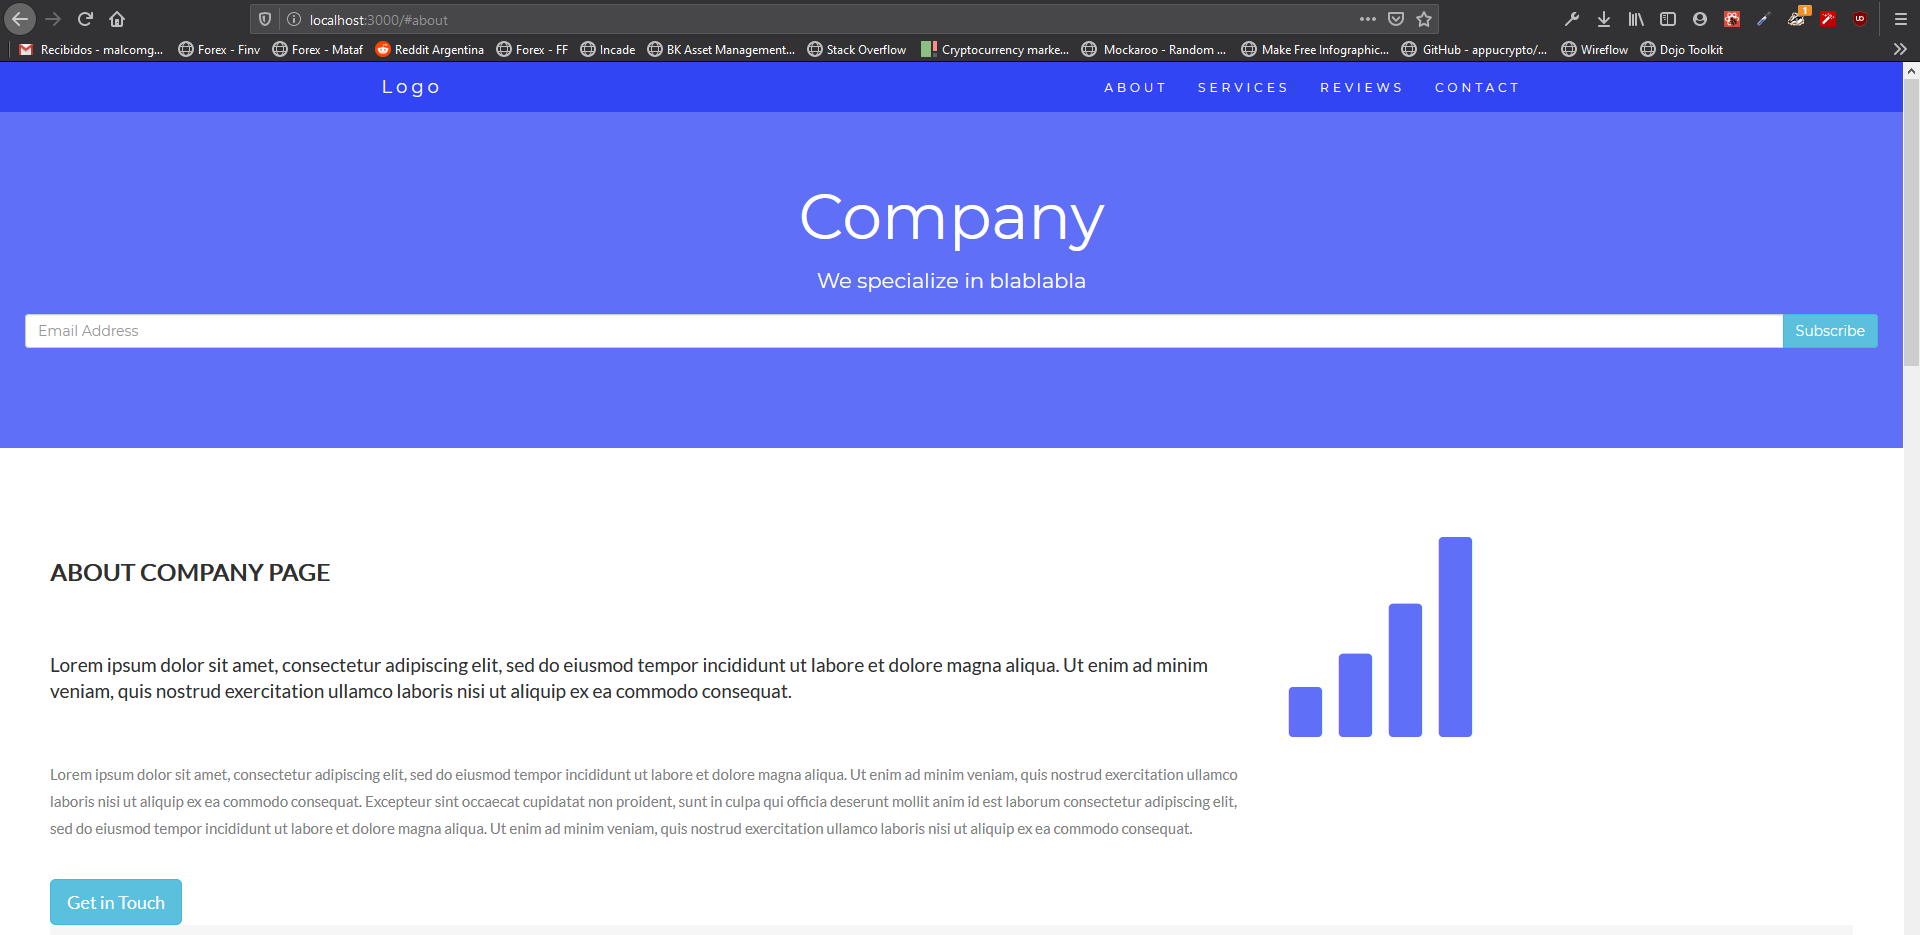 localhost:3000/#about
1
Recibidos - malcomg... Forex - Finv Forex - Mataf Reddit Argentina Forex - FF Incade BK Asset Management... Stack Overflow Cryptocurrency marke... Mockaroo - Random ... Make Free Infographic... GitHub - appucrypto/... Wireflow Dojo Toolkit
Logo ABOUT SERVICES REVIEWS CONTACT
Company
We specialize in blablabla
Email Address Subscribe
ABOUT COMPANY PAGE
Lorem ipsum dolor sit amet, consectetur adipiscing elit, sed do eiusmod tempor incididunt ut labore et dolore magna aliqua. Ut enim ad minim
veniam, quis nostrud exercitation ullamco laboris nisi ut aliquip ex ea commodo consequat.
Lorem ipsum dolor sit amet, consectetur adipiscing elit, sed do eiusmod tempor incididunt ut labore et dolore magna aliqua. Ut enim ad minim veniam, quis nostrud exercitation ullamco
laboris nisi ut aliquip ex ea commodo consequat. Excepteur sint occaecat cupidatat non proident, sunt in culpa qui officia deserunt mollit anim id est laborum consectetur adipiscing elit,
sed do eiusmod tempor incididunt ut labore et dolore magna aliqua. Ut enim ad minim veniam, quis nostrud exercitation ullamco laboris nisi ut aliquip ex ea commodo consequat.
Get in Touch